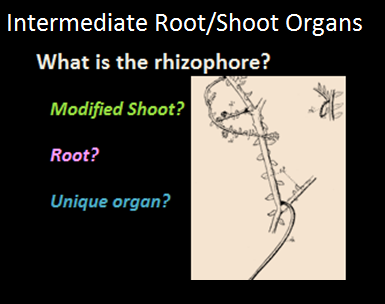 Intermediate Root/Shoot Organs
What is the rhizophore?
Modified Shoot?
Root?
Unique organ?